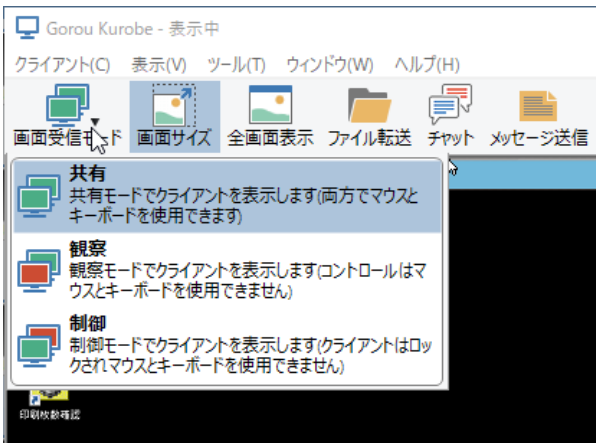 Gorou Kurobe - 表示中
クライアント(C) 表示(V) ツール(T) ウィンドウ(W) ヘルプ(H)
画面受信モード 画面サイズ 全画面表示 ファイル転送 チャット メッセージ送信
共有
共有モードでクライアントを表示します(両方でマウスと
キーボードを使用できます)
観察
観察モードでクライアントを表示します(コントロールはマ
ウスとキーボードを使用できません)
制御
制御モードでクライアントを表示します(クライアントはロッ
クされマウスとキーボードを使用できません)
印刷枚数確認